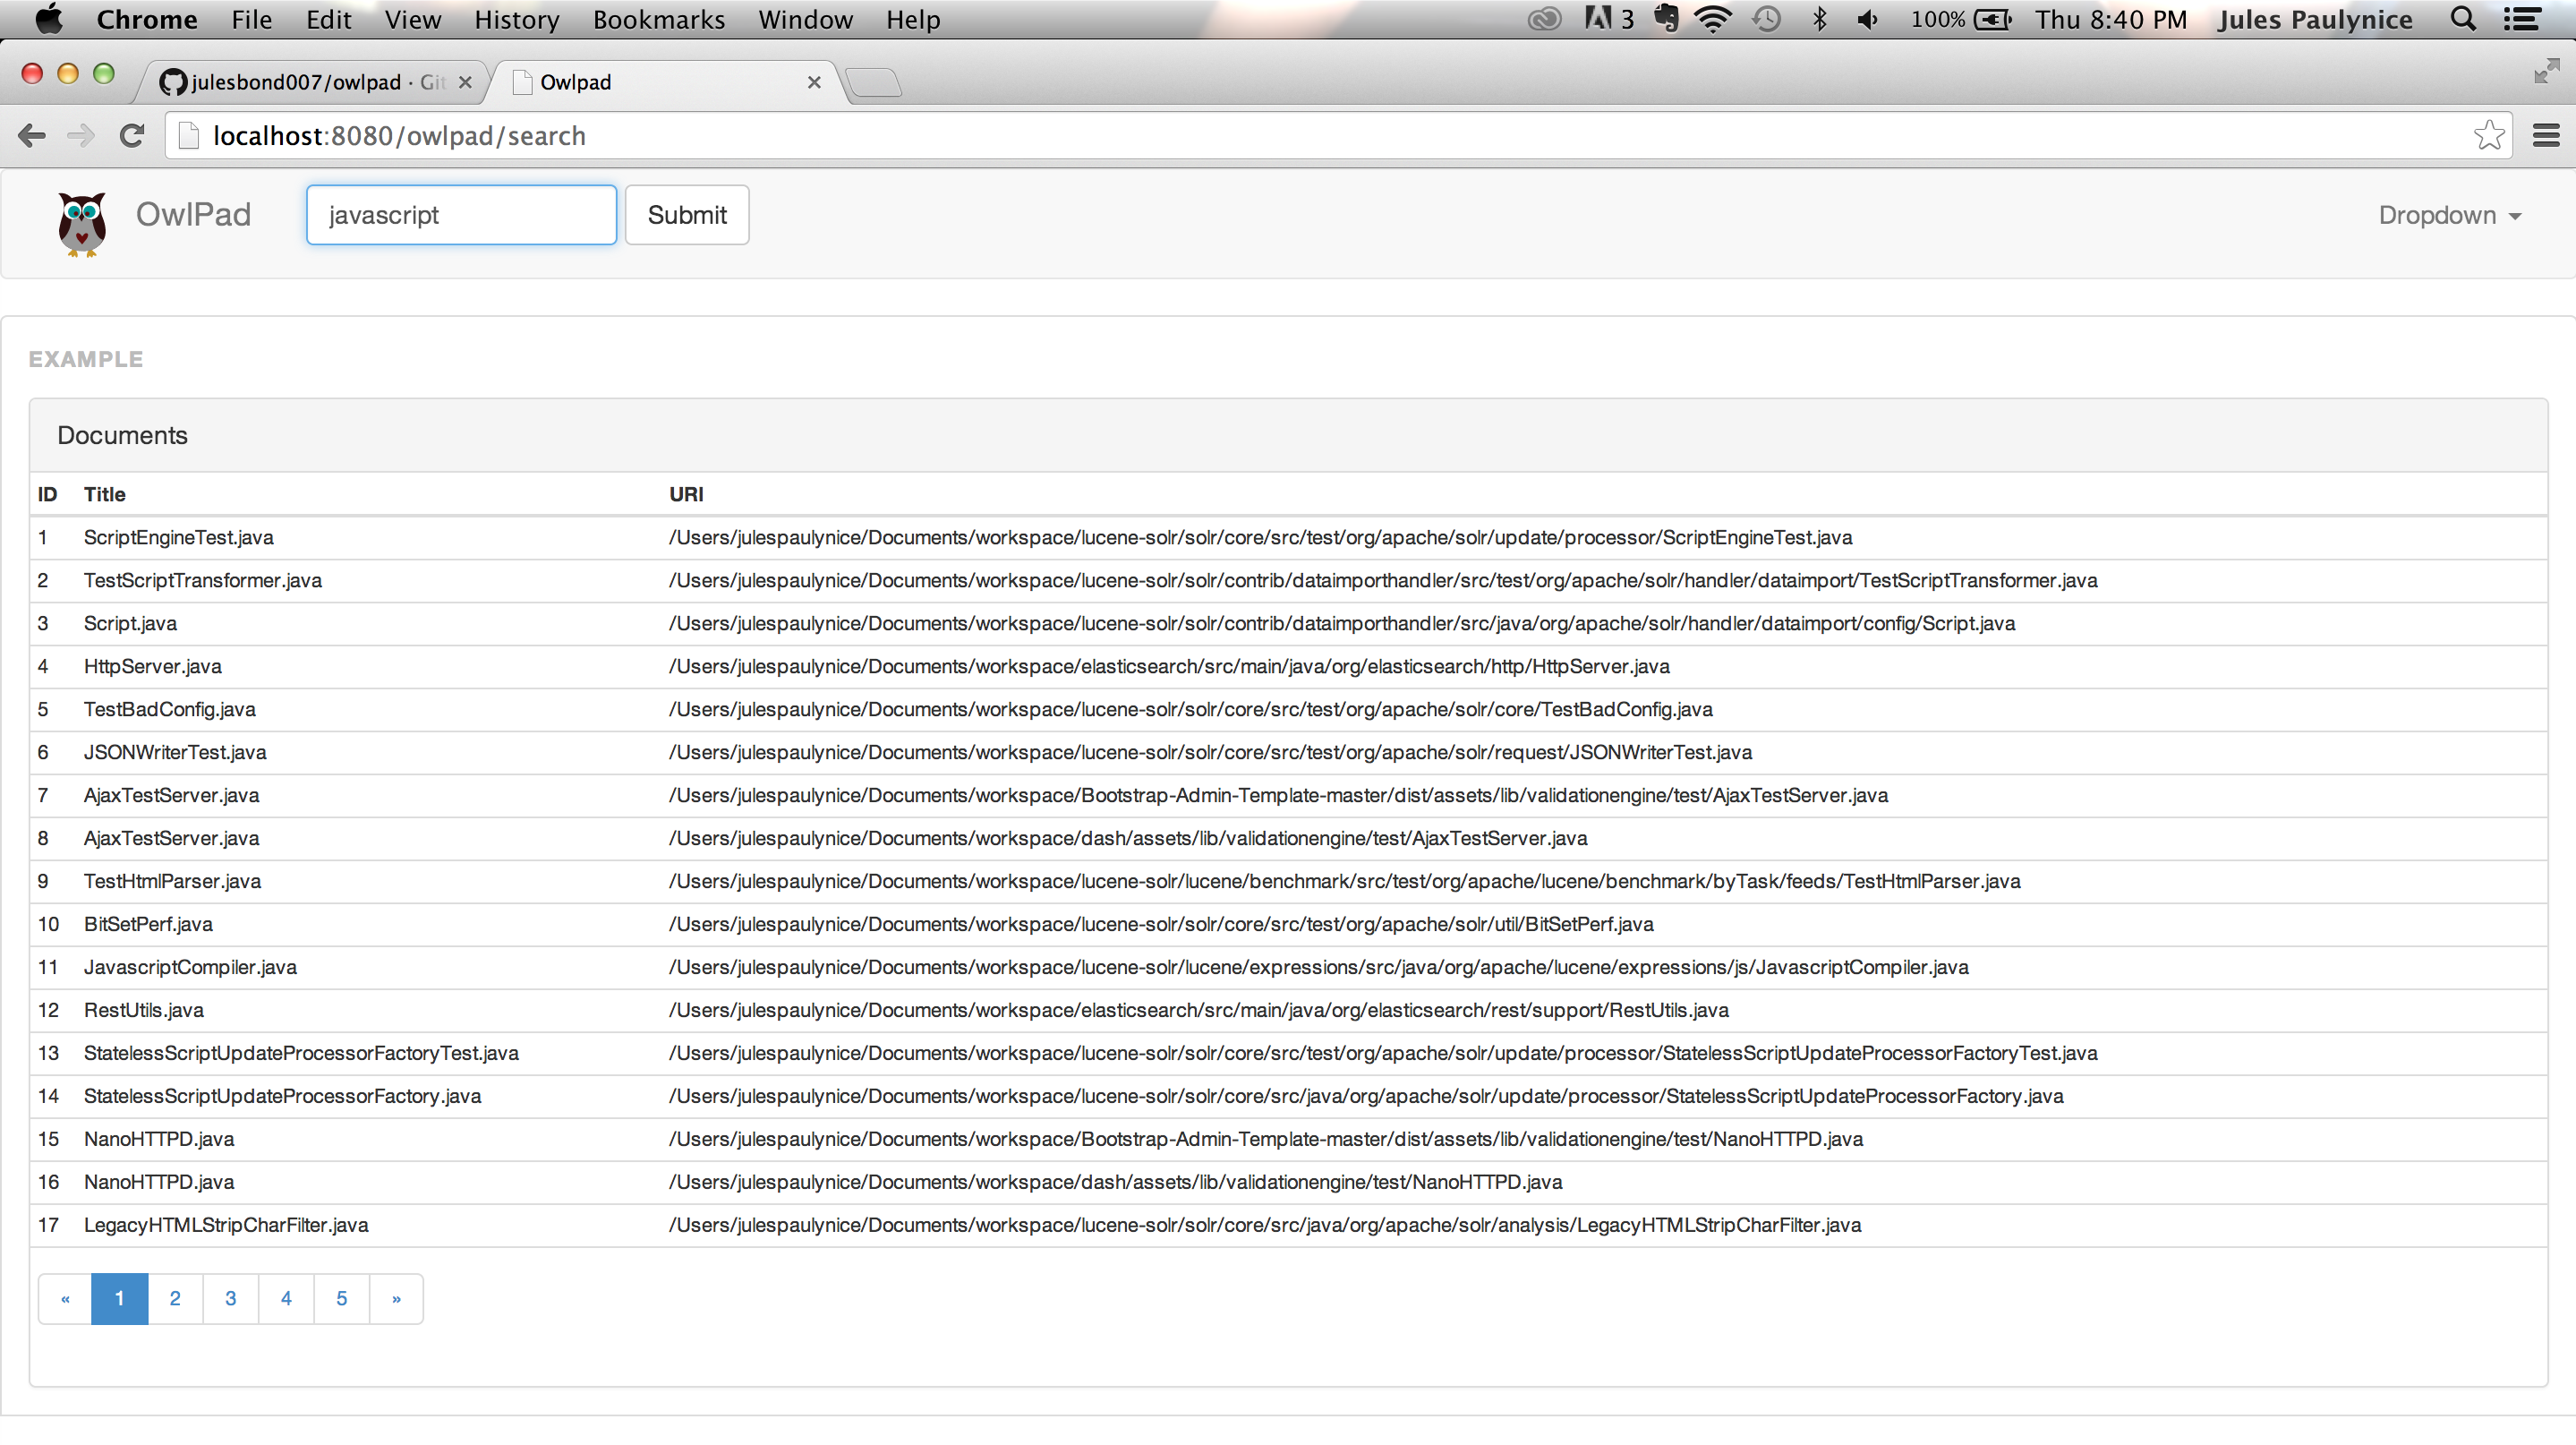 Chrome File Edit View History Bookmarks Window Help 3 100% Thu 8:40 PM Jules Paulynice
julesbond007/owlpad · Git Owlpad
localhost:8080/owlpad/search
OwlPad javascript Submit Dropdown
EXAMPLE
Documents
ID Title URI
1 ScriptEngineTest.java /Users/julespaulynice/Documents/workspace/lucene-solr/solr/core/src/test/org/apache/solr/update/processor/ScriptEngineTest.java
2 TestScriptTransformer.java /Users/julespaulynice/Documents/workspace/lucene-solr/solr/contrib/dataimporthandler/src/test/org/apache/solr/handler/dataimport/TestScriptTransformer.java
3 Script.java /Users/julespaulynice/Documents/workspace/lucene-solr/solr/contrib/dataimporthandler/src/java/org/apache/solr/handler/dataimport/config/Script.java
4 HttpServer.java /Users/julespaulynice/Documents/workspace/elasticsearch/src/main/java/org/elasticsearch/http/HttpServer.java
5 TestBadConfig.java /Users/julespaulynice/Documents/workspace/lucene-solr/solr/core/src/test/org/apache/solr/core/TestBadConfig.java
6 JSONWriterTest.java /Users/julespaulynice/Documents/workspace/lucene-solr/solr/core/src/test/org/apache/solr/request/JSONWriterTest.java
7 AjaxTestServer.java /Users/julespaulynice/Documents/workspace/Bootstrap-Admin-Template-master/dist/assets/lib/validationengine/test/AjaxTestServer.java
8 AjaxTestServer.java /Users/julespaulynice/Documents/workspace/dash/assets/lib/validationengine/test/AjaxTestServer.java
9 TestHtmlParser.java /Users/julespaulynice/Documents/workspace/lucene-solr/lucene/benchmark/src/test/org/apache/lucene/benchmark/byTask/feeds/TestHtmlParser.java
10 BitSetPerf.java /Users/julespaulynice/Documents/workspace/lucene-solr/solr/core/src/test/org/apache/solr/util/BitSetPerf.java
11 JavascriptCompiler.java /Users/julespaulynice/Documents/workspace/lucene-solr/lucene/expressions/src/java/org/apache/lucene/expressions/js/JavascriptCompiler.java
12 RestUtils.java /Users/julespaulynice/Documents/workspace/elasticsearch/src/main/java/org/elasticsearch/rest/support/RestUtils.java
13 StatelessScriptUpdateProcessorFactoryTest.java /Users/julespaulynice/Documents/workspace/lucene-solr/solr/core/src/test/org/apache/solr/update/processor/StatelessScriptUpdateProcessorFactoryTest.java
14 StatelessScriptUpdateProcessorFactory.java /Users/julespaulynice/Documents/workspace/lucene-solr/solr/core/src/java/org/apache/solr/update/processor/StatelessScriptUpdateProcessorFactory.java
15 NanoHTTPD.java /Users/julespaulynice/Documents/workspace/Bootstrap-Admin-Template-master/dist/assets/lib/validationengine/test/NanoHTTPD.java
16 NanoHTTPD.java /Users/julespaulynice/Documents/workspace/dash/assets/lib/validationengine/test/NanoHTTPD.java
17 LegacyHTMLStripCharFilter.java /Users/julespaulynice/Documents/workspace/lucene-solr/solr/core/src/java/org/apache/solr/analysis/LegacyHTMLStripCharFilter.java
« 1 2 3 4 5 »